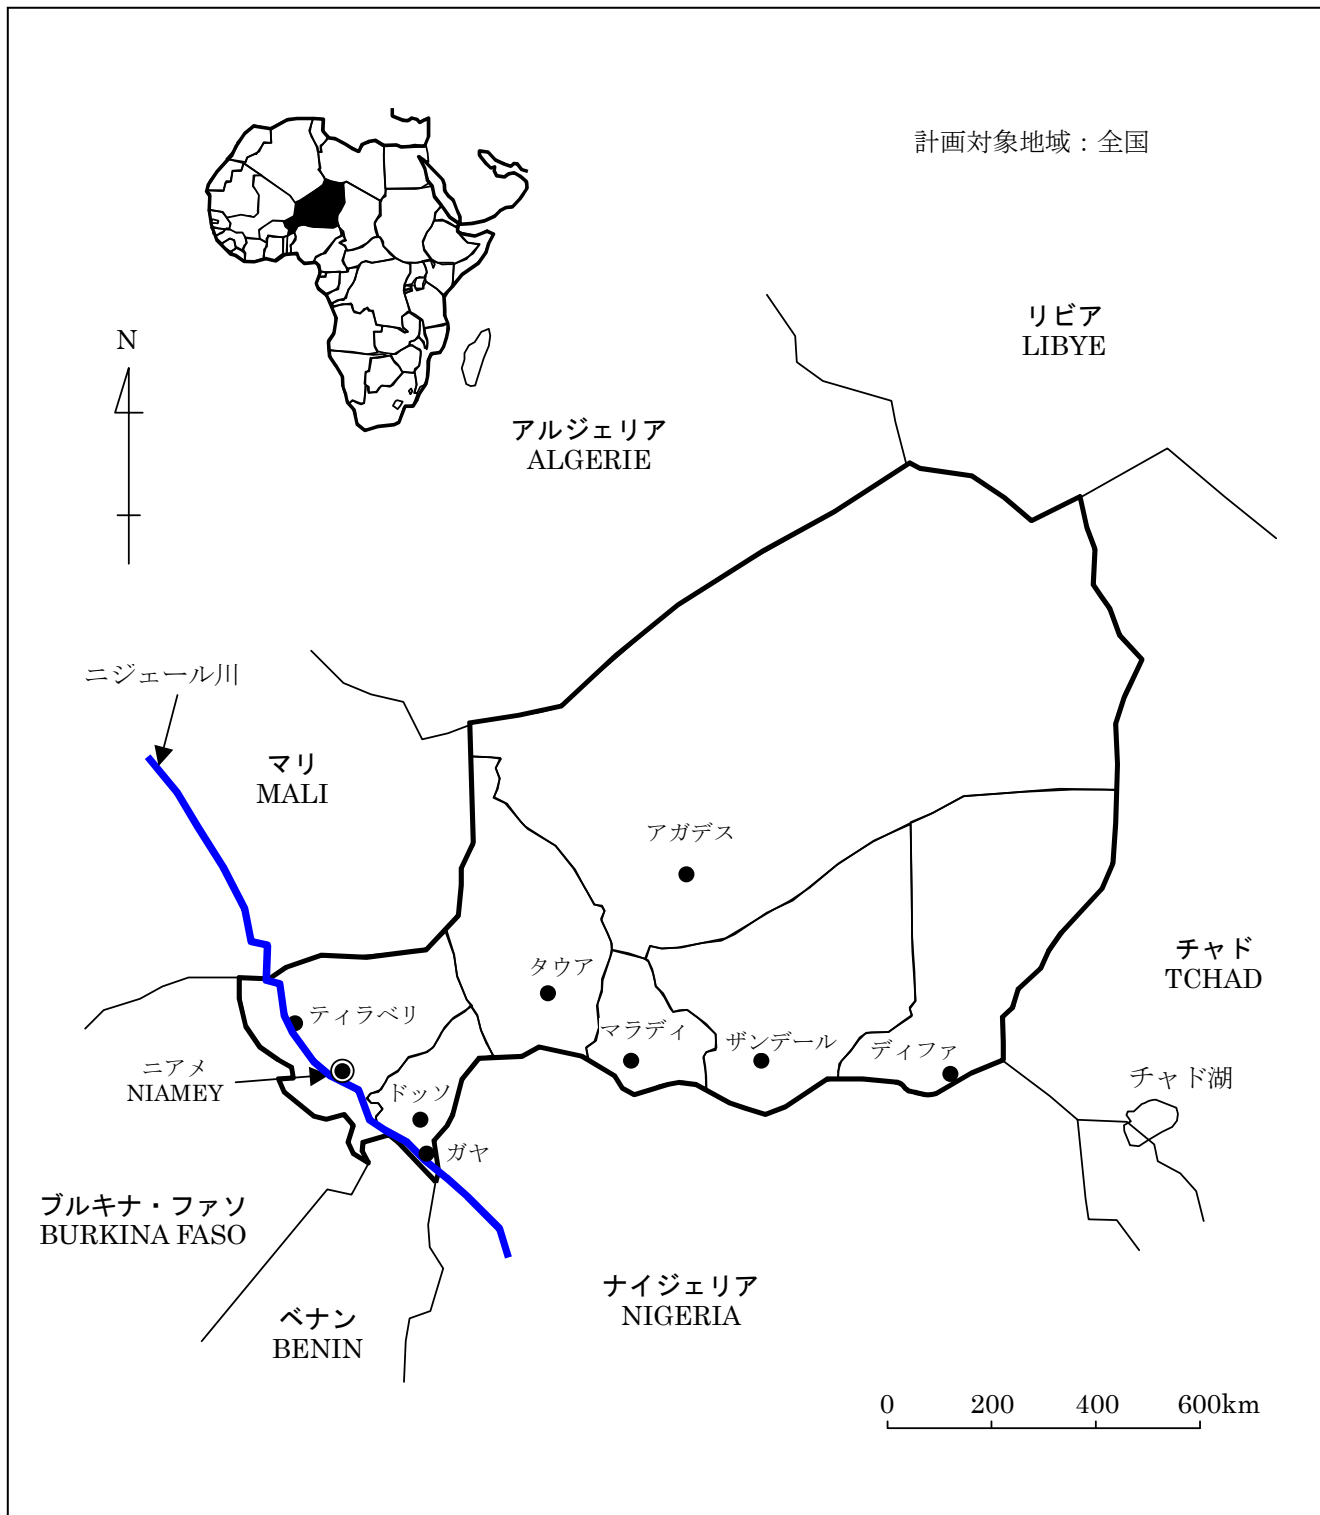 計画対象地域：全国
リビア
LIBYE
N
アルジェリア
ALGERIE
ニジェール川
マリ
MALI
アガデス
チャド
TCHAD
タウア
ティラベリ
マラディ
ザンデール
ディファ
ニアメ
NIAMEY
ドッソ
チャド湖
ガヤ
ブルキナ・ファソ
BURKINA FASO
ナイジェリア
NIGERIA
ベナン
BENIN
0 200 400 600km